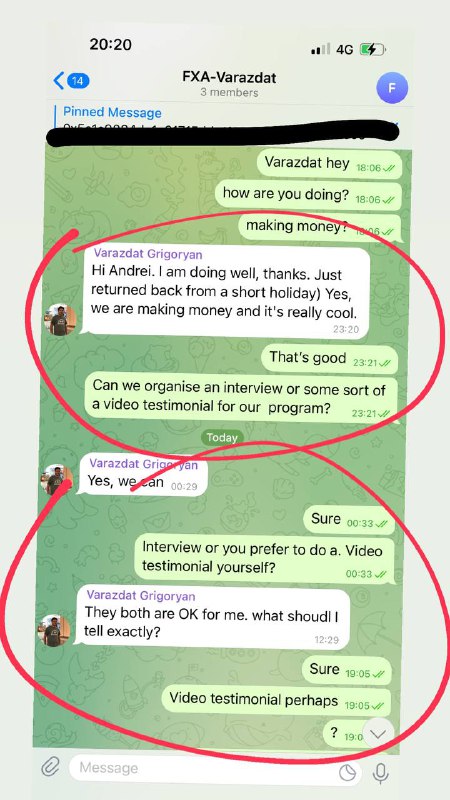 20:20
4G
14
FXA-Varazdat
3 members
F
Pinned Message
Varazdat hey 18:06
how are you doing? 18:06
making money? 18:06
Varazdat Grigoryan
Hi Andrei. I am doing well, thanks. Just
returned back from a short holiday) Yes,
we are making money and it's really cool.
23:20
That's good 23:21
Can we organise an interview or some sort of
a video testimonial for our program? 23:21
Today
Varazdat Grigoryan
Yes, we can 00:29
Sure 00:33
Interview or you prefer to do a. Video
testimonial yourself? 00:33
Varazdat Grigoryan
They both are OK for me. what shoudl I
tell exactly? 12:29
Sure 19:05
Video testimonial perhaps 19:05
?
Message